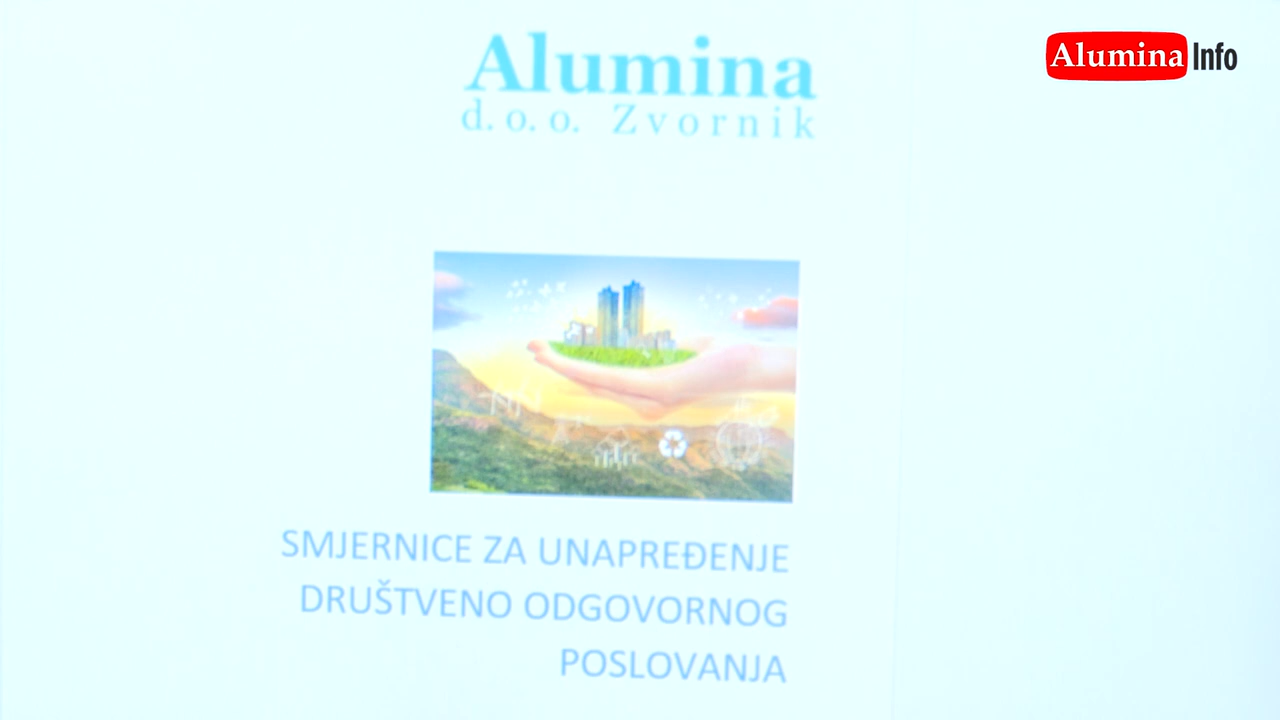 Alumina
d. o. o. Zvornik
Alumina Info
SMJERNICE ZA UNAPREĐENJE
DRUŠTVENO ODGOVORNOG
POSLOVANJA